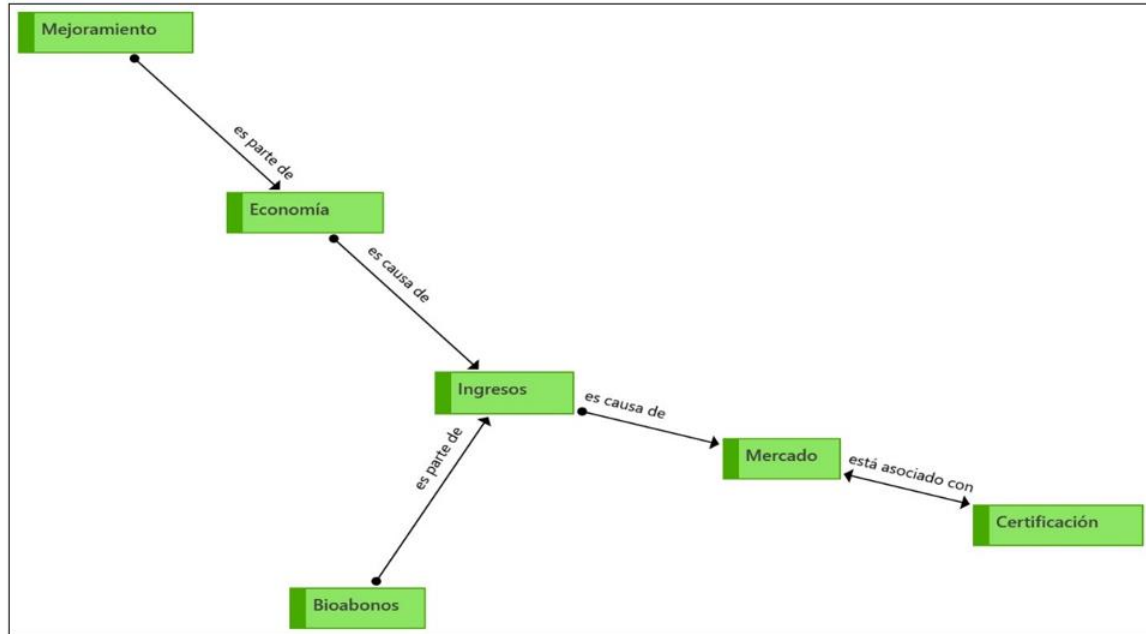 Mejoramiento
es parte de
Economía
es causa de
Ingresos
es causa de
es parte de
Mercado
está asociado con
Certificación
Bioabonos